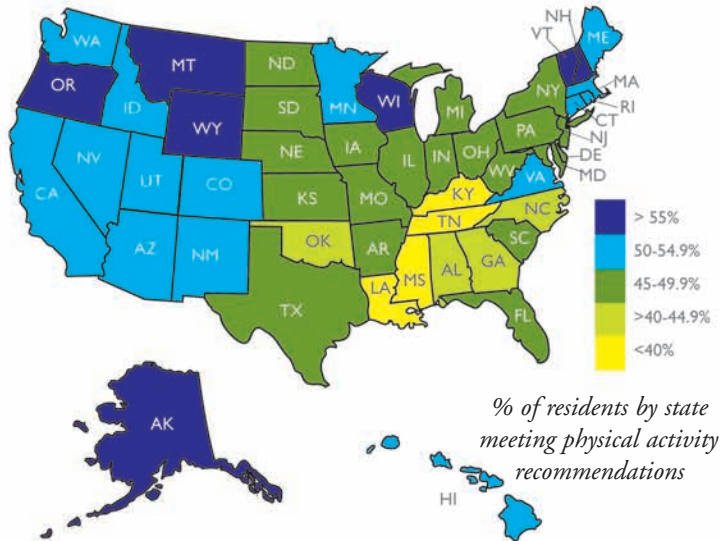 NH
VT
WA
ME
MT
ND
OR
MA
MN
ID
SD
WI
NY
RI
WY
MI
CT
PA
IA
NJ
NE
OH
NV
IL
IN
DE
WV
MD
UT
VA
CO
CA
KS
MO
KY
NC
TN
> 55%
AZ
NM
OK
AR
SC
50-54.9%
GA
MS
AL
LA
45-49.9%
TX
FL
>40-44.9%
<40%
% of residents by state
meeting physical activity
recommendations
AK
HI